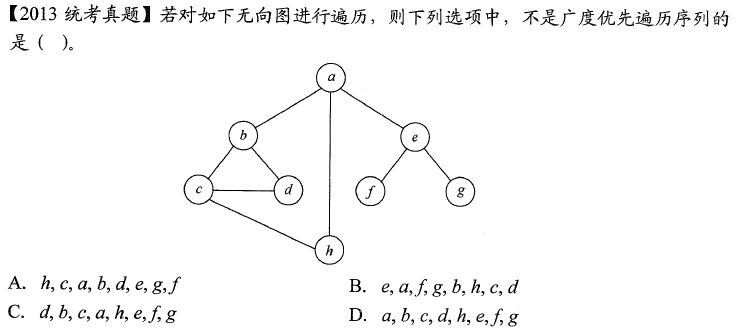 【2013 统考真题】若对如下无向图进行遍历，则下列选项中，不是广度优先遍历序列的
是（　）。
a
b
e
c
d
f
g
h
A. h, c, a, b, d, e, g, f
B. e, a, f, g, b, h, c, d
C. d, b, c, a, h, e, f, g
D. a, b, c, d, h, e, f, g